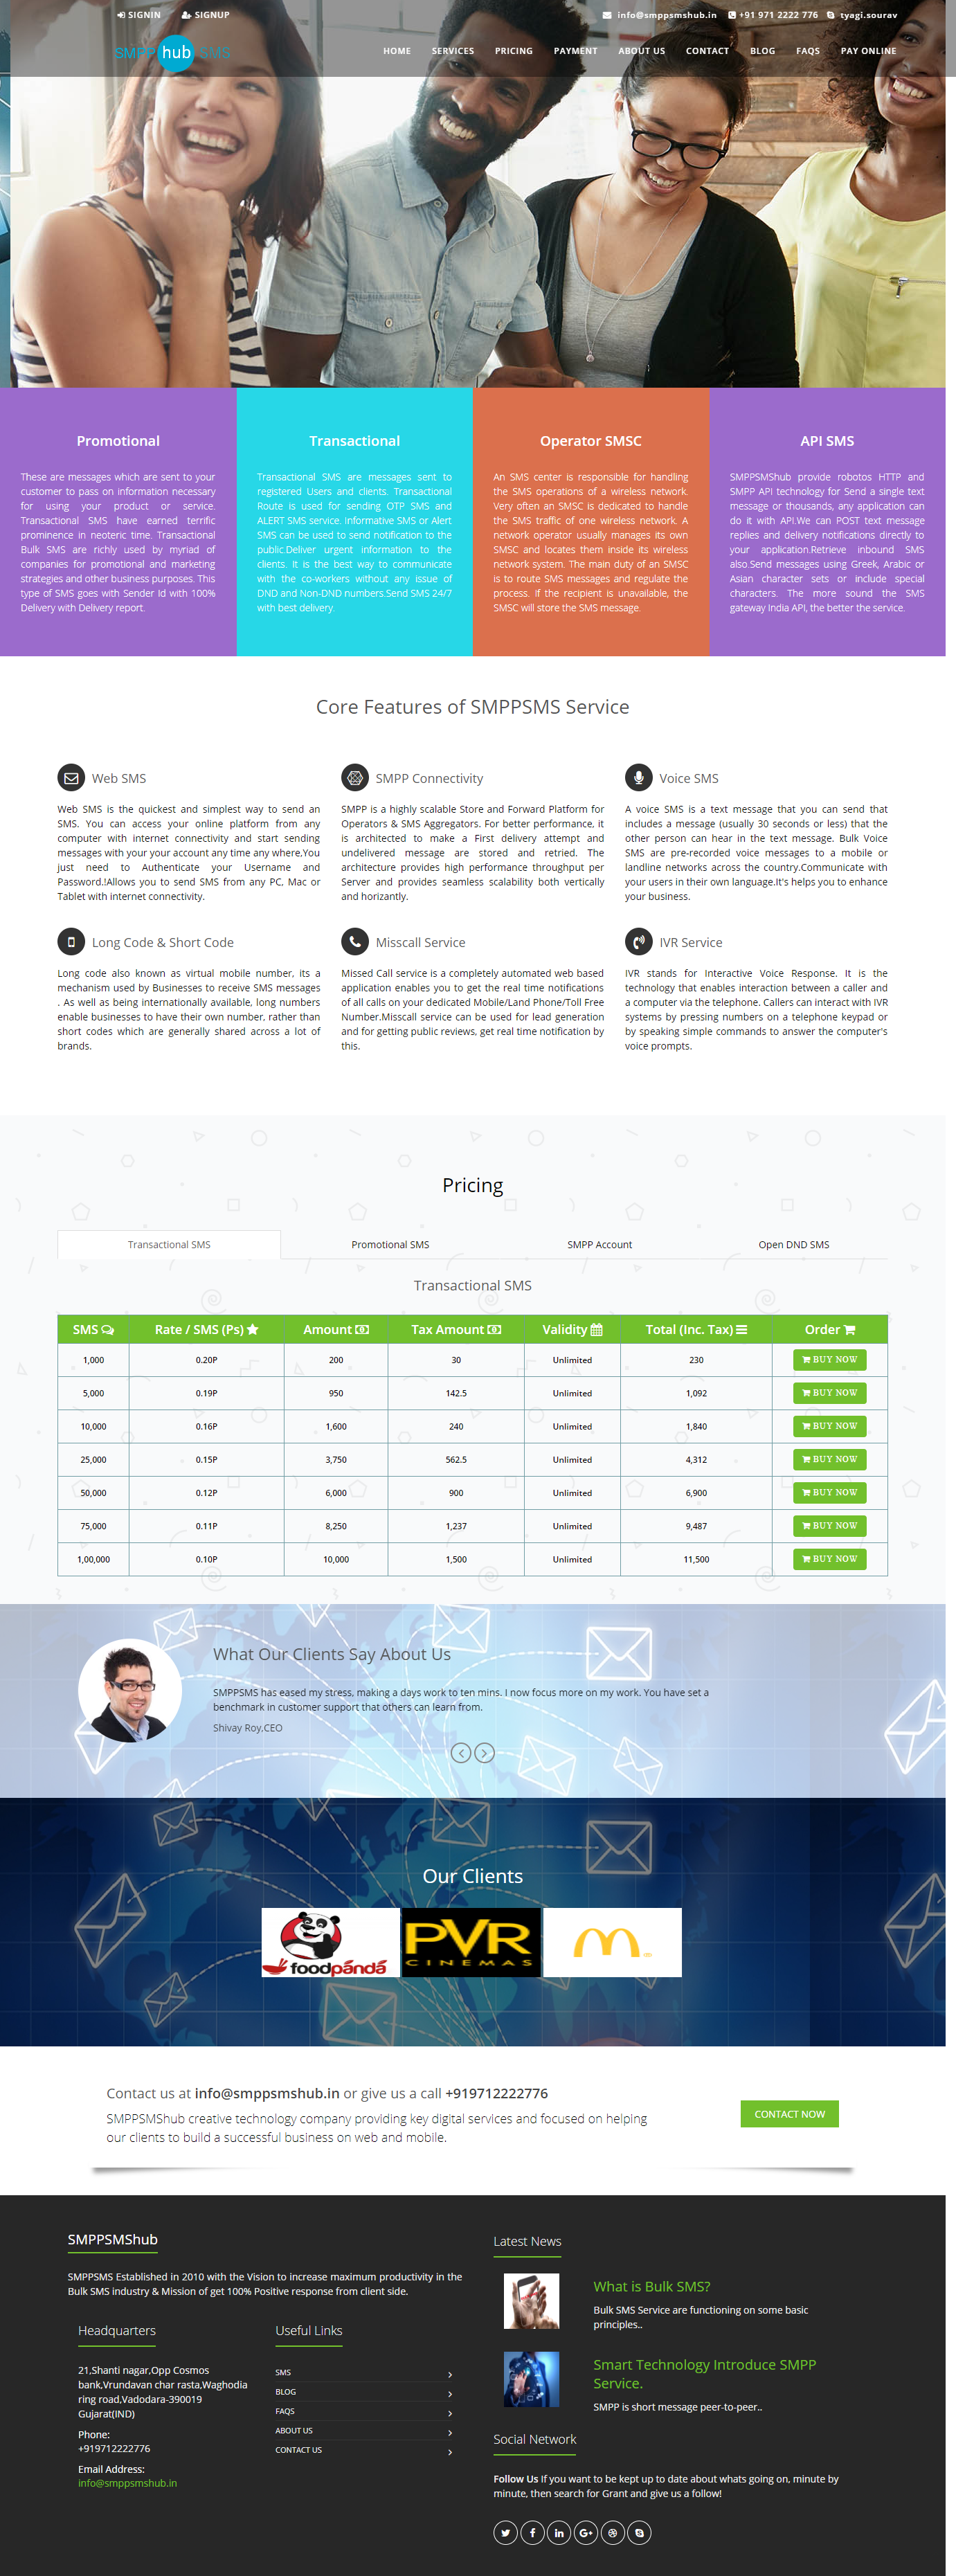 SIGNIN SIGNUP info@smppsmshub.in +91 971 2222 776 tyagi.sourav
SMPP hub SMS
HOME SERVICES PRICING PAYMENT ABOUT US CONTACT BLOG FAQS PAY ONLINE
Promotional
These are messages which are sent to your
customer to pass on information necessary
for using your product or service.
Transactional SMS have earned terrific
prominence in neoteric time. Transactional
Bulk SMS are richly used by myriad of
companies for promotional and marketing
strategies and other business purposes. This
type of SMS goes with Sender Id with 100%
Delivery with Delivery report.
Transactional
Transactional SMS are messages sent to
registered Users and clients. Transactional
Route is used for sending OTP SMS and
ALERT SMS service. Informative SMS or Alert
SMS can be used to send notification to the
public.Deliver urgent information to the
clients. It is the best way to communicate
with the co-workers without any issue of
DND and Non-DND numbers.Send SMS 24/7
with best delivery.
Operator SMSC
An SMS center is responsible for handling
the SMS operations of a wireless network.
Very often an SMSC is dedicated to handle
the SMS traffic of one wireless network. A
network operator usually manages its own
SMSC and locates them inside its wireless
network system. The main duty of an SMSC
is to route SMS messages and regulate the
process. If the recipient is unavailable, the
SMSC will store the SMS message.
API SMS
SMPPSMShub provide robotos HTTP and
SMPP API technology for Send a single text
message or thousands, any application can
do it with API.We can POST text message
replies and delivery notifications directly to
your application.Retrieve inbound SMS
also.Send messages using Greek, Arabic or
Asian character sets or include special
characters. The more sound the SMS
gateway India API, the better the service.
Core Features of SMPPSMS Service
Web SMS
Web SMS is the quickest and simplest way to send an
SMS. You can access your online platform from any
computer with internet connectivity and start sending
messages with your your account any time any where.You
just need to Authenticate your Username and
Password.!Allows you to send SMS from any PC, Mac or
Tablet with internet connectivity.
SMPP Connectivity
SMPP is a highly scalable Store and Forward Platform for
Operators & SMS Aggregators. For better performance, it
is architected to make a First delivery attempt and
undelivered message are stored and retried. The
architecture provides high performance throughput per
Server and provides seamless scalability both vertically
and horizantly.
Voice SMS
A voice SMS is a text message that you can send that
includes a message (usually 30 seconds or less) that the
other person can hear in the text message. Bulk Voice
SMS are pre-recorded voice messages to a mobile or
landline networks across the country.Communicate with
your users in their own language.It's helps you to enhance
your business.
Long Code & Short Code
Long code also known as virtual mobile number, its a
mechanism used by Businesses to receive SMS messages
. As well as being internationally available, long numbers
enable businesses to have their own number, rather than
short codes which are generally shared across a lot of
brands.
Misscall Service
Missed Call service is a completely automated web based
application enables you to get the real time notifications
of all calls on your dedicated Mobile/Land Phone/Toll Free
Number.Misscall service can be used for lead generation
and for getting public reviews, get real time notification by
this.
IVR Service
IVR stands for Interactive Voice Response. It is the
technology that enables interaction between a caller and
a computer via the telephone. Callers can interact with IVR
systems by pressing numbers on a telephone keypad or
by speaking simple commands to answer the computer's
voice prompts.
Pricing
Transactional SMS Promotional SMS SMPP Account Open DND SMS
Transactional SMS
SMS Rate / SMS (Ps) Amount Tax Amount Validity Total (Inc. Tax) Order
1,000 0.20P 200 30 Unlimited 230 BUY NOW
5,000 0.19P 950 142.5 Unlimited 1,092 BUY NOW
10,000 0.16P 1,600 240 Unlimited 1,840 BUY NOW
25,000 0.15P 3,750 562.5 Unlimited 4,312 BUY NOW
50,000 0.12P 6,000 900 Unlimited 6,900 BUY NOW
75,000 0.11P 8,250 1,237 Unlimited 9,487 BUY NOW
1,00,000 0.10P 10,000 1,500 Unlimited 11,500 BUY NOW
What Our Clients Say About Us
SMPPSMS has eased my stress, making a days work to ten mins. I now focus more on my work. You have set a
benchmark in customer support that others can learn from.
Shivay Roy,CEO
Our Clients
foodpanda
PVR
CINEMAS
Contact us at info@smppsmshub.in or give us a call +919712222776
SMPPSMShub creative technology company providing key digital services and focused on helping
our clients to build a successful business on web and mobile.
CONTACT NOW
SMPPSMShub
SMPPSMS Established in 2010 with the Vision to increase maximum productivity in the
Bulk SMS industry & Mission of get 100% Positive response from client side.
Headquarters
21,Shanti nagar,Opp Cosmos
bank,Vrundavan char rasta,Waghodia
ring road,Vadodara-390019
Gujarat(IND)
Phone:
+919712222776
Email Address:
info@smppsmshub.in
Useful Links
SMS
BLOG
FAQS
ABOUT US
CONTACT US
Latest News
What is Bulk SMS?
Bulk SMS Service are functioning on some basic
principles..
Smart Technology Introduce SMPP
Service.
SMPP is short message peer-to-peer..
Social Network
Follow Us If you want to be kept up to date about whats going on, minute by
minute, then search for Grant and give us a follow!